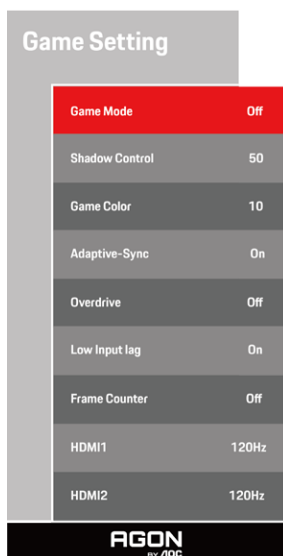 Game Setting
Game Mode Off
Shadow Control 50
Game Color 10
Adaptive-Sync On
Overdrive Off
Low Input lag On
Frame Counter Off
HDMI1 120Hz
HDMI2 120Hz
AGON
BY AOC